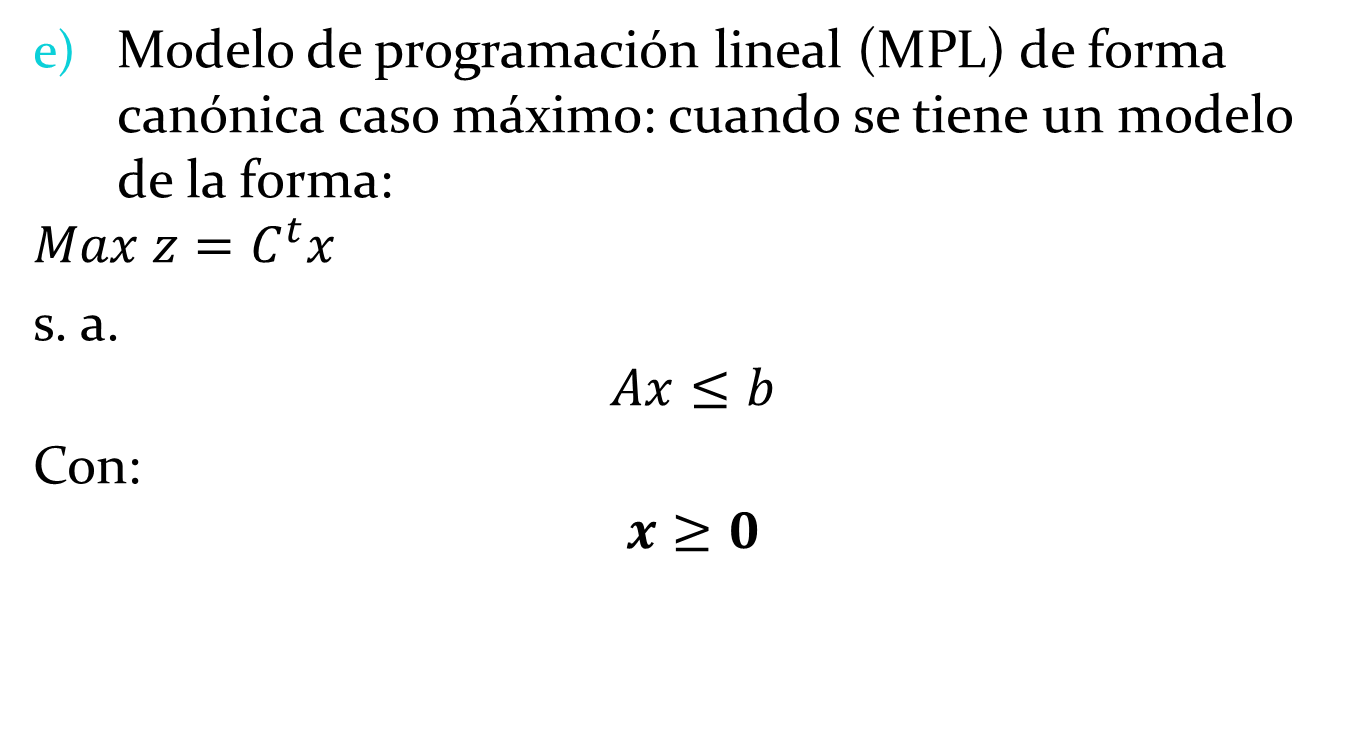 e) Modelo de programación lineal (MPL) de forma
canónica caso máximo: cuando se tiene un modelo
de la forma:
Max z = Cᵗx
s. a.
Ax ≤ b
Con:
x ≥ 0